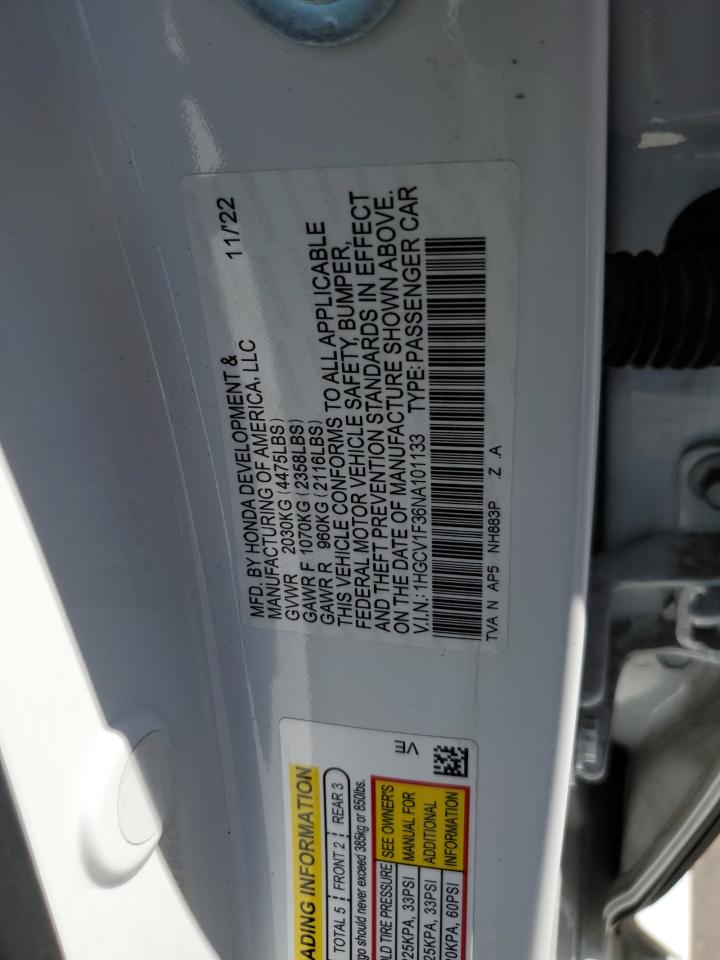 MFD. BY HONDA DEVELOPMENT & 11/'22
MANUFACTURING OF AMERICA, LLC
GVWR 2030KG (4475LBS)
GAWR F 1070KG (2358LBS)
GAWR R 960KG (2116LBS)
THIS VEHICLE CONFORMS TO ALL APPLICABLE
FEDERAL MOTOR VEHICLE SAFETY, BUMPER,
AND THEFT PREVENTION STANDARDS IN EFFECT
ON THE DATE OF MANUFACTURE SHOWN ABOVE.
V.I.N.: 1HGCV1F36NA101133 TYPE: PASSENGER CAR
TVA N AP5 NH883P .Z .A
VE
ADING INFORMATION
TOTAL 5 FRONT 2 REAR 3
go should never exceed 385kg or 850lbs.
LD TIRE PRESSURE SEE OWNER'S
25KPA, 33PSI MANUAL FOR
25KPA, 33PSI ADDITIONAL
0KPA, 60PSI INFORMATION